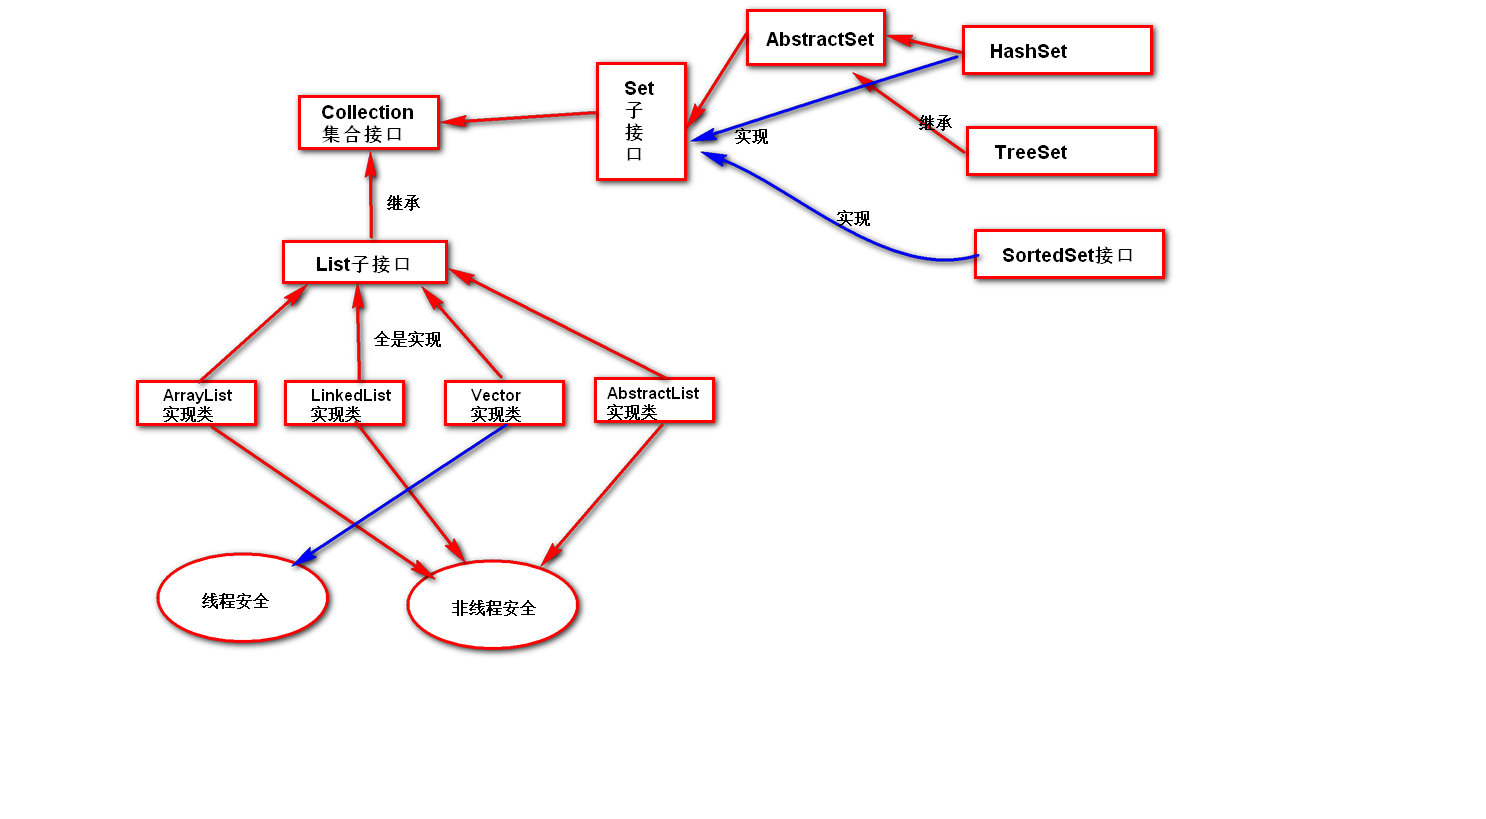 AbstractSet
HashSet
Set
子
接
口
Collection
集合接口
实现
继承
TreeSet
继承
实现
SortedSet接口
List子接口
全是实现
ArrayList
实现类
LinkedList
实现类
Vector
实现类
AbstractList
实现类
线程安全
非线程安全